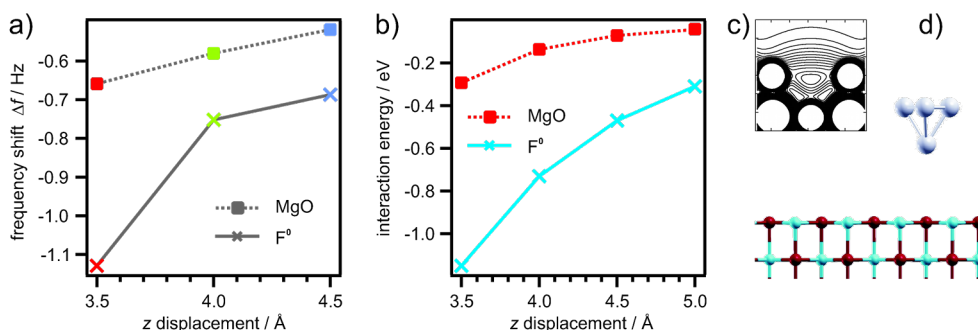 a)
frequency shift Δf / Hz
-0.6
-0.7
-0.8
-0.9
-1.0
-1.1
MgO
F⁰
3.5
4.0
4.5
z displacement / Å
b)
interaction energy / eV
-0.2
-0.4
-0.6
-0.8
-1.0
MgO
F⁰
3.5
4.0
4.5
5.0
z displacement / Å
c)
d)